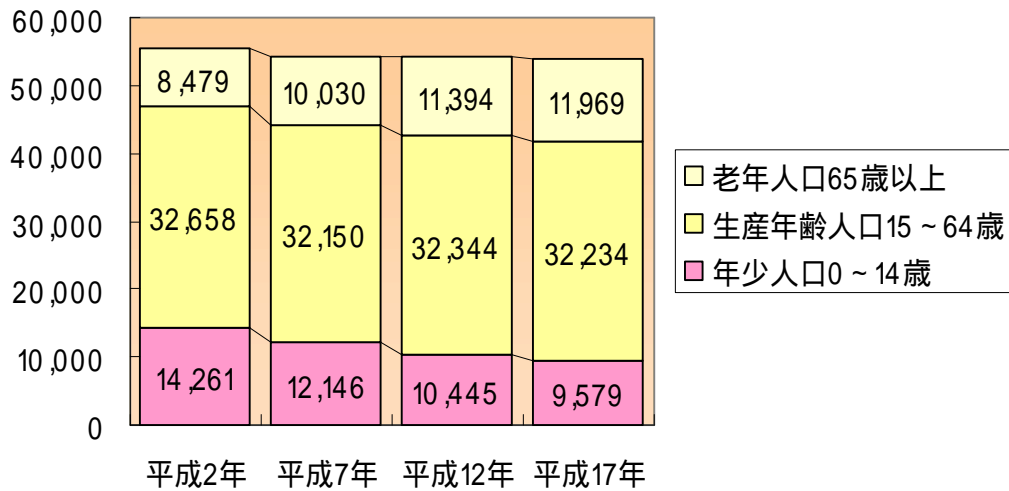 60,000
50,000
40,000
30,000
20,000
10,000
0
8,479
10,030
11,394
11,969
32,658
32,150
32,344
32,234
14,261
12,146
10,445
9,579
平成2年
平成7年
平成12年
平成17年
老年人口65歳以上
生産年齢人口15~64歳
年少人口0~14歳